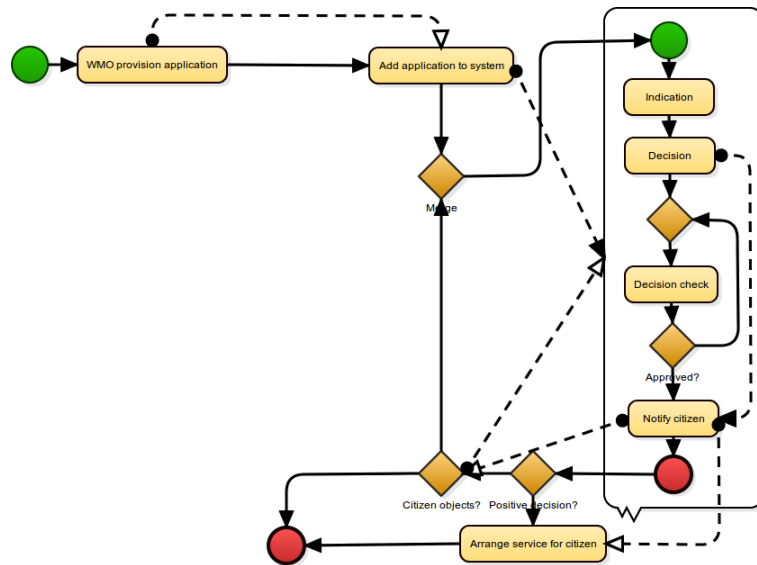 WMO provision application
Add application to system
Indication
Decision
Merge
Decision check
Approved?
Notify citizen
Citizen objects?
Positive decision?
Arrange service for citizen